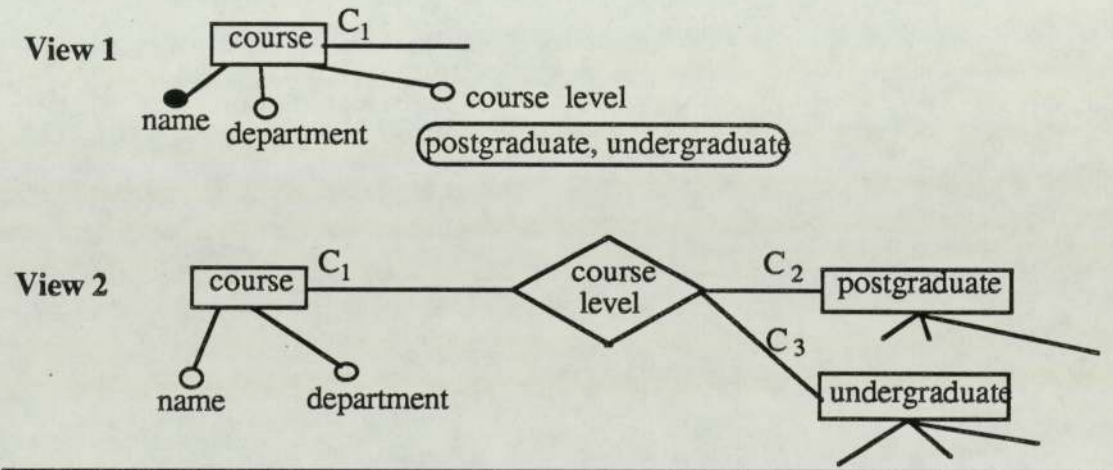 View 1
course
C1
name
department
course level
postgraduate, undergraduate
View 2
course
C1
course
level
C2
postgraduate
C3
undergraduate
name
department